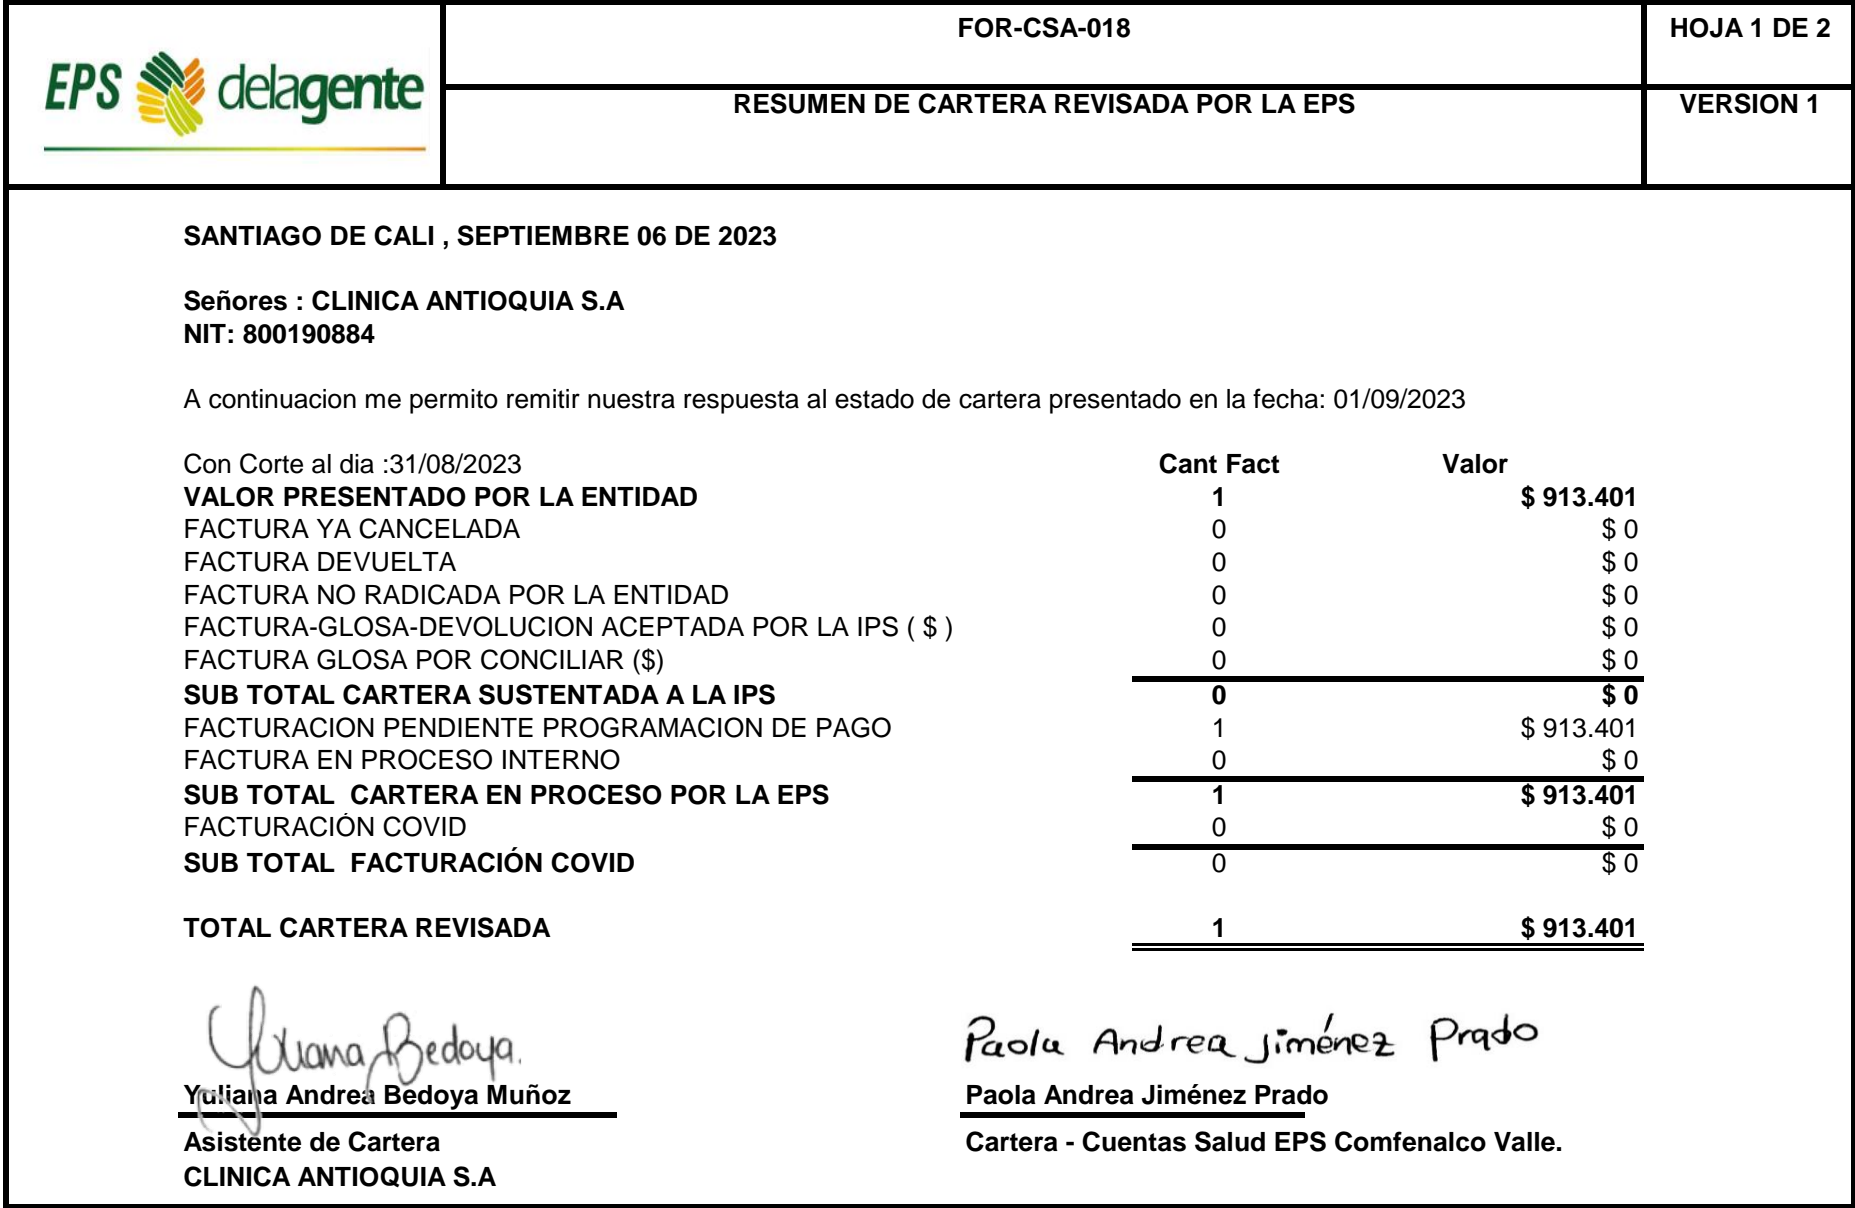 EPS delagente
FOR-CSA-018
HOJA 1 DE 2
RESUMEN DE CARTERA REVISADA POR LA EPS
VERSION 1
SANTIAGO DE CALI , SEPTIEMBRE 06 DE 2023
Señores : CLINICA ANTIOQUIA S.A
NIT: 800190884
A continuacion me permito remitir nuestra respuesta al estado de cartera presentado en la fecha: 01/09/2023
Con Corte al dia :31/08/2023 Cant Fact Valor
VALOR PRESENTADO POR LA ENTIDAD 1 $ 913.401
FACTURA YA CANCELADA 0 $ 0
FACTURA DEVUELTA 0 $ 0
FACTURA NO RADICADA POR LA ENTIDAD 0 $ 0
FACTURA-GLOSA-DEVOLUCION ACEPTADA POR LA IPS ( $ ) 0 $ 0
FACTURA GLOSA POR CONCILIAR ($) 0 $ 0
SUB TOTAL CARTERA SUSTENTADA A LA IPS 0 $ 0
FACTURACION PENDIENTE PROGRAMACION DE PAGO 1 $ 913.401
FACTURA EN PROCESO INTERNO 0 $ 0
SUB TOTAL CARTERA EN PROCESO POR LA EPS 1 $ 913.401
FACTURACIÓN COVID 0 $ 0
SUB TOTAL FACTURACIÓN COVID 0 $ 0
TOTAL CARTERA REVISADA 1 $ 913.401
Yuliana Bedoya. Paola Andrea Jiménez Prado
Yuliana Andrea Bedoya Muñoz Paola Andrea Jiménez Prado
Asistente de Cartera Cartera - Cuentas Salud EPS Comfenalco Valle.
CLINICA ANTIOQUIA S.A